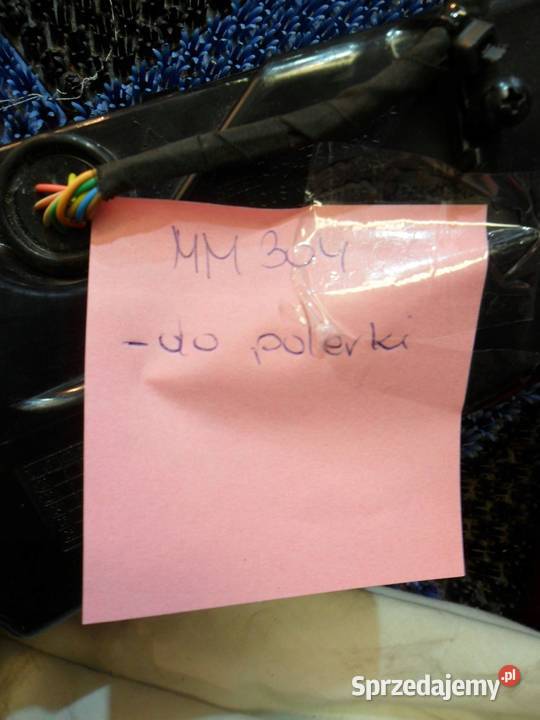 MM 304
- do polerki
Sprzedajemy.pl